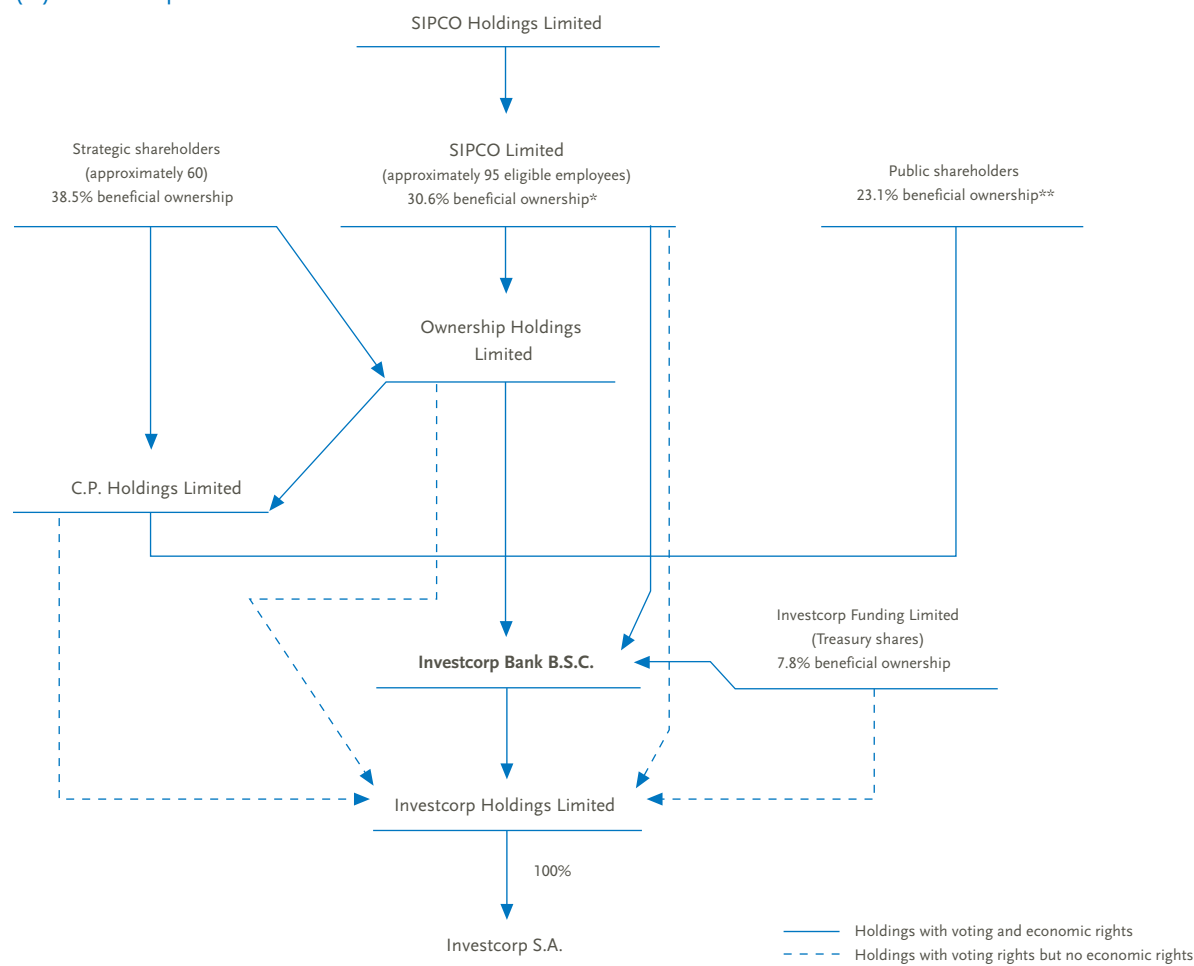 SIPCO Holdings Limited
Strategic shareholders
(approximately 60)
38.5% beneficial ownership
SIPCO Limited
(approximately 95 eligible employees)
30.6% beneficial ownership*
Public shareholders
23.1% beneficial ownership**
Ownership Holdings
Limited
C.P. Holdings Limited
Investcorp Funding Limited
(Treasury shares)
7.8% beneficial ownership
Investcorp Bank B.S.C.
Investcorp Holdings Limited
100%
Investcorp S.A.
Holdings with voting and economic rights
Holdings with voting rights but no economic rights